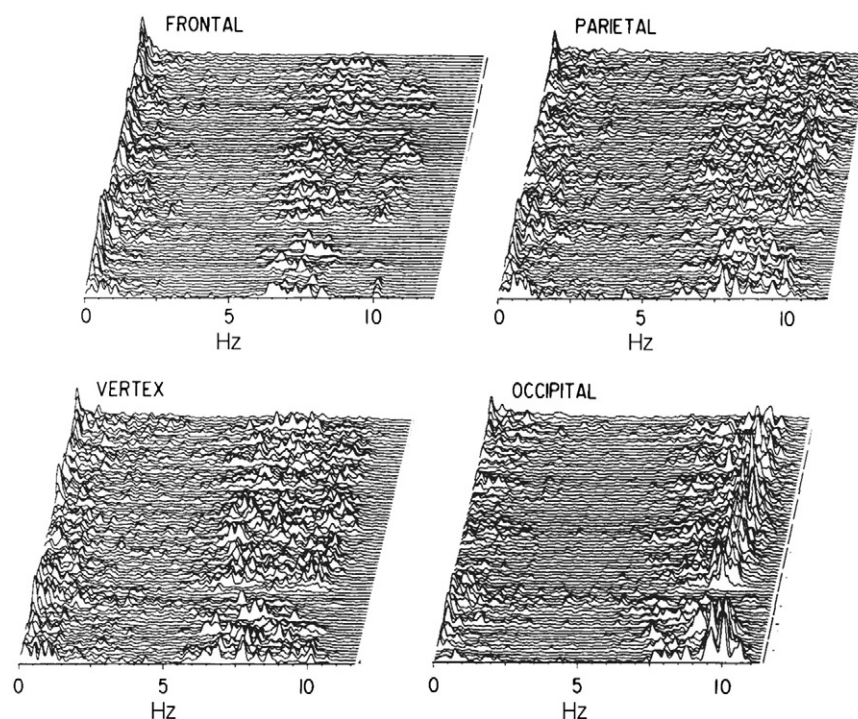 FRONTAL
0 5 10
Hz
PARIETAL
0 5 10
Hz
VERTEX
0 5 10
Hz
OCCIPITAL
0 5 10
Hz